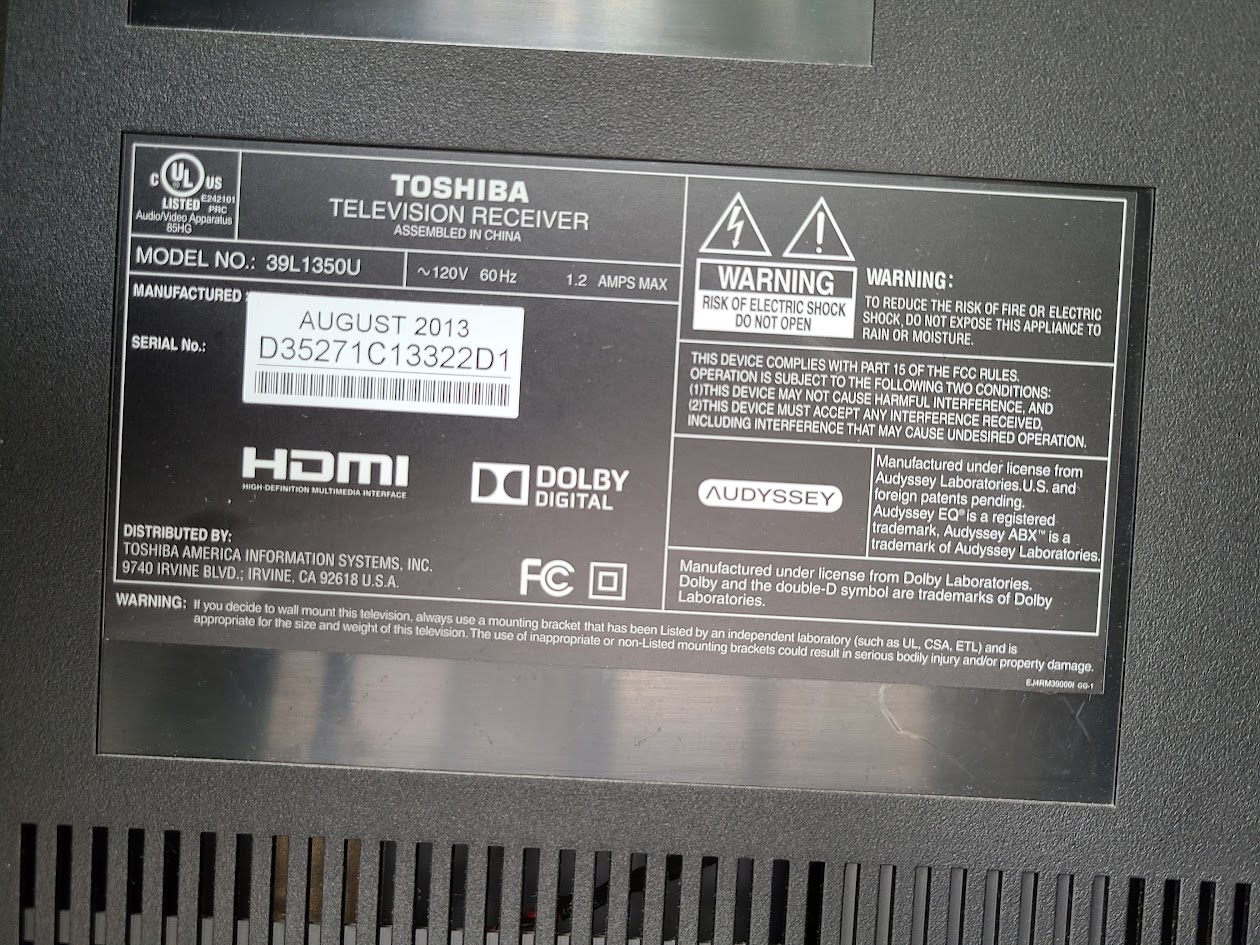 C UL US
LISTED E242101
PRC
Audio/Video Apparatus
85HG
TOSHIBA
TELEVISION RECEIVER
ASSEMBLED IN CHINA
MODEL NO.: 39L1350U
~120V 60Hz 1.2 AMPS MAX
MANUFACTURED :
AUGUST 2013
SERIAL No.:
D35271C13322D1
HDMI
HIGH-DEFINITION MULTIMEDIA INTERFACE
DOLBY
DIGITAL
DISTRIBUTED BY:
TOSHIBA AMERICA INFORMATION SYSTEMS, INC.
9740 IRVINE BLVD.; IRVINE, CA 92618 U.S.A.
FC
WARNING
RISK OF ELECTRIC SHOCK
DO NOT OPEN
WARNING:
TO REDUCE THE RISK OF FIRE OR ELECTRIC
SHOCK, DO NOT EXPOSE THIS APPLIANCE TO
RAIN OR MOISTURE.
THIS DEVICE COMPLIES WITH PART 15 OF THE FCC RULES.
OPERATION IS SUBJECT TO THE FOLLOWING TWO CONDITIONS:
(1)THIS DEVICE MAY NOT CAUSE HARMFUL INTERFERENCE, AND
(2)THIS DEVICE MUST ACCEPT ANY INTERFERENCE RECEIVED,
INCLUDING INTERFERENCE THAT MAY CAUSE UNDESIRED OPERATION.
AUDYSSEY
Manufactured under license from
Audyssey Laboratories.U.S. and
foreign patents pending.
Audyssey EQ® is a registered
trademark, Audyssey ABX™ is a
trademark of Audyssey Laboratories.
Manufactured under license from Dolby Laboratories.
Dolby and the double-D symbol are trademarks of Dolby
Laboratories.
WARNING: If you decide to wall mount this television, always use a mounting bracket that has been Listed by an independent laboratory (such as UL, CSA, ETL) and is
appropriate for the size and weight of this television. The use of inappropriate or non-Listed mounting brackets could result in serious bodily injury and/or property damage.
EJ4RM39000I GG-1